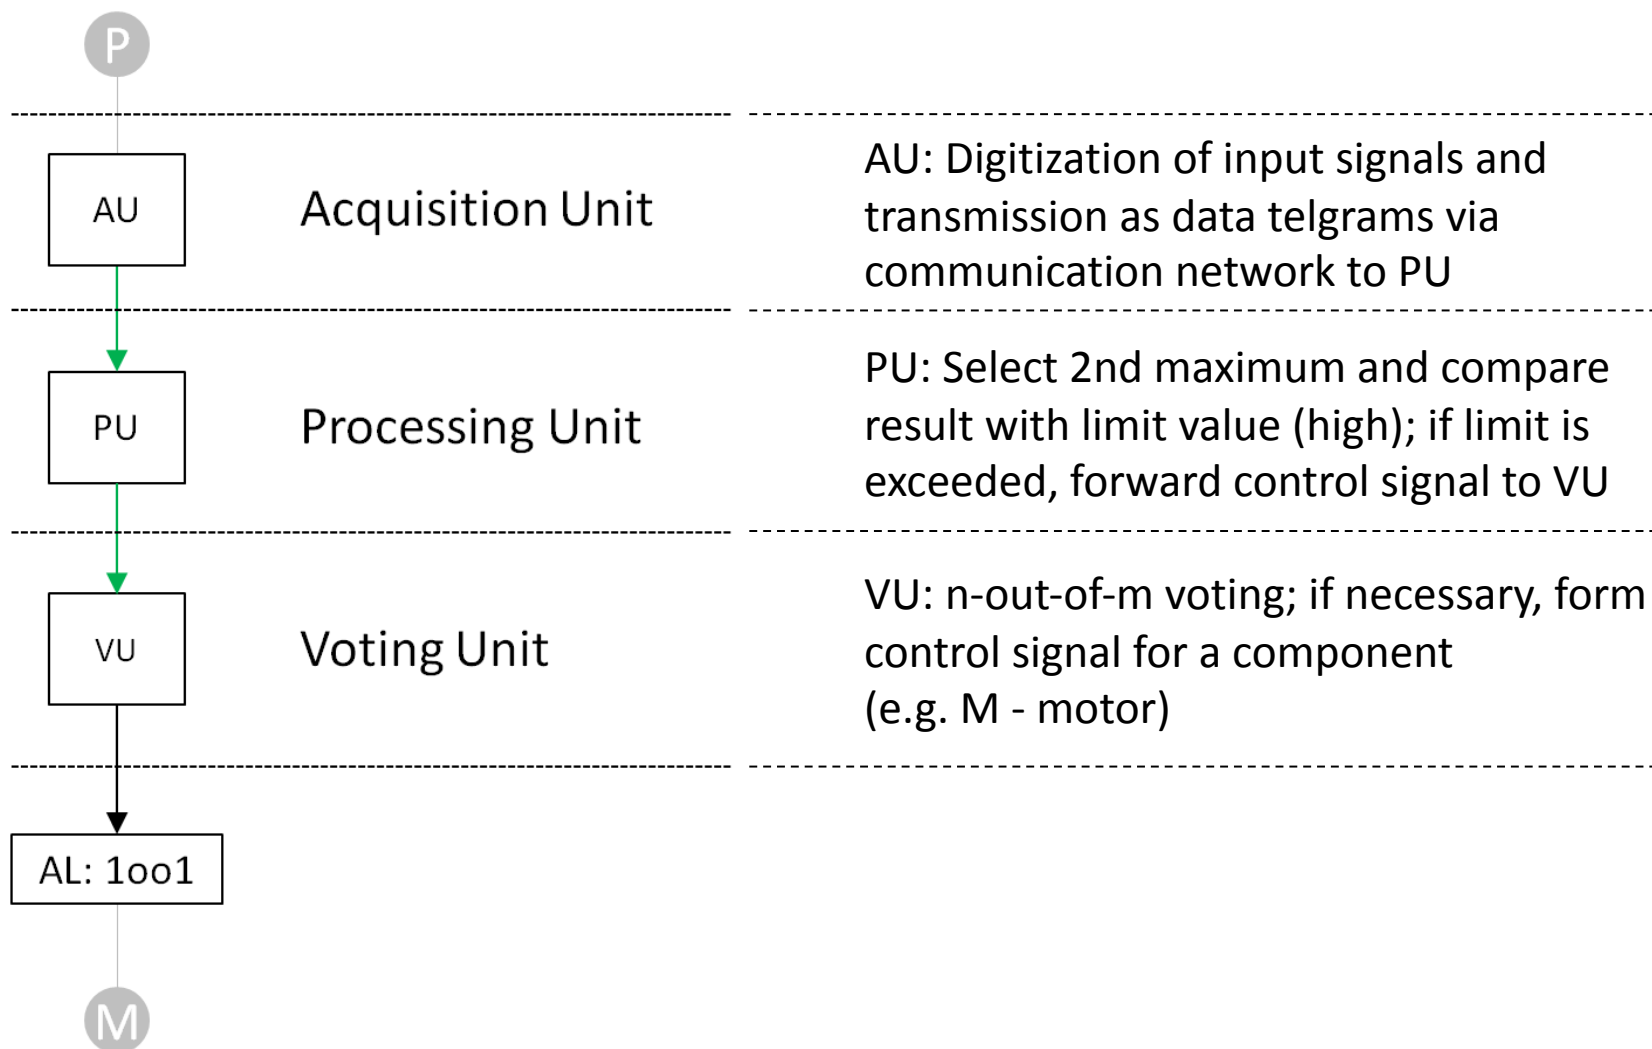 P
AU
Acquisition Unit
AU: Digitization of input signals and
transmission as data telgrams via
communication network to PU
PU
Processing Unit
PU: Select 2nd maximum and compare
result with limit value (high); if limit is
exceeded, forward control signal to VU
VU
Voting Unit
VU: n-out-of-m voting; if necessary, form
control signal for a component
(e.g. M - motor)
AL: 1oo1
M